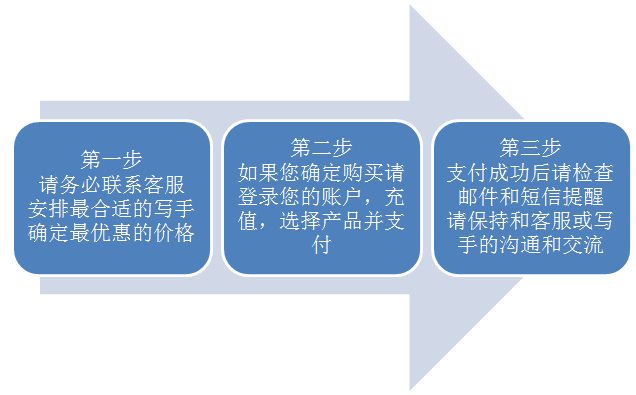 第一步
请务必联系客服
安排最合适的写手
确定最优惠的价格
第二步
如果您确定购买请
登录您的账户，充
值，选择产品并支
付
第三步
支付成功后请检查
邮件和短信提醒
请保持和客服或写
手的沟通和交流